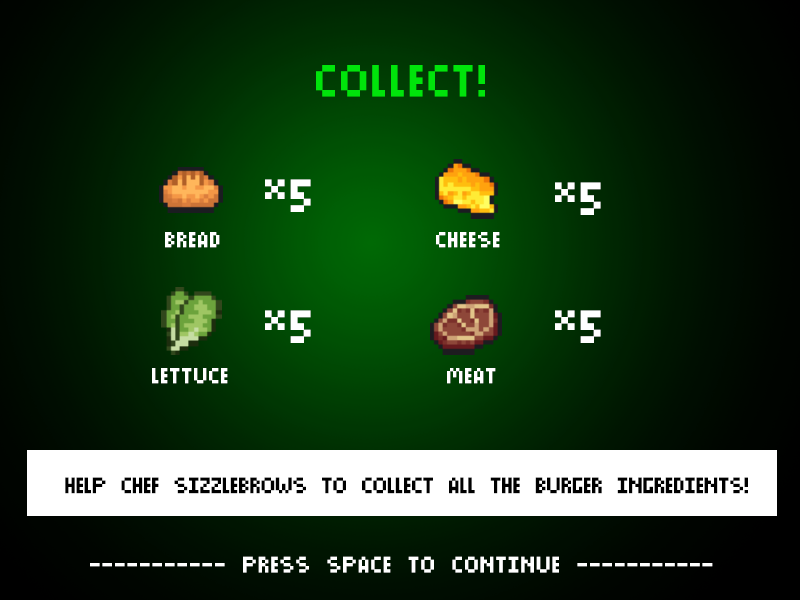 COLLECT!
×5 ×5
BREAD CHEESE
×5 ×5
LETTUCE MEAT
HELP CHEF SIZZLEBROWS TO COLLECT ALL THE BURGER INGREDIENTS!
----------- PRESS SPACE TO CONTINUE -----------